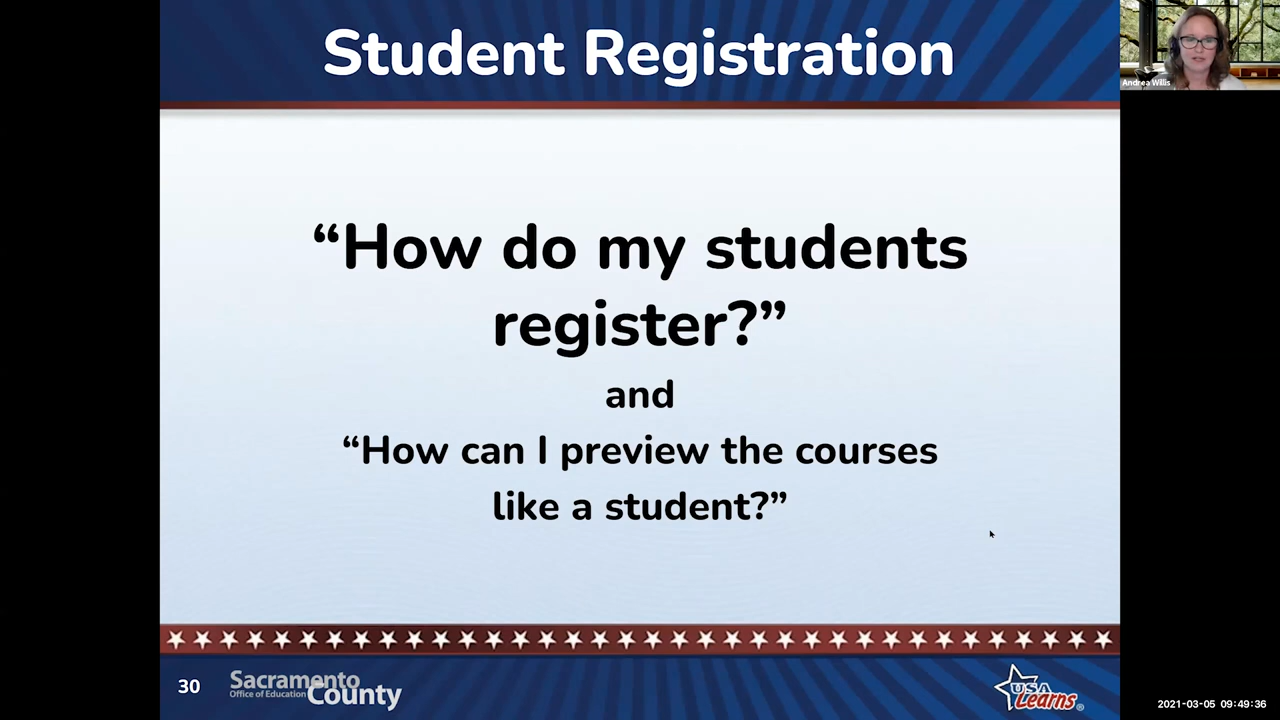 Student Registration
Andrea Willis
“How do my students
register?”
and
“How can I preview the courses
like a student?”
30
Sacramento
Office of Education
County
USA
Learns®
2021-03-05 09:49:36